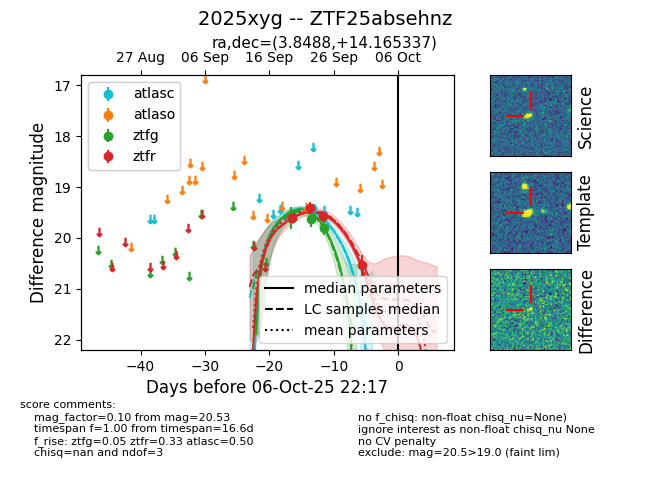 2025xyg -- ZTF25absehnz
ra,dec=(3.8488,+14.165337)
27 Aug 06 Sep 16 Sep 26 Sep 06 Oct
17
18
19
20
21
22
Difference magnitude
atlasc
atlaso
ztfg
ztfr
median parameters
LC samples median
mean parameters
−40 −30 −20 −10 0
Days before 06-Oct-25 22:17
Science
Template
Difference
score comments:
mag_factor=0.10 from mag=20.53
timespan f=1.00 from timespan=16.6d
f_rise: ztfg=0.05 ztfr=0.33 atlasc=0.50
chisq=nan and ndof=3
no f_chisq: non-float chisq_nu=None)
ignore interest as non-float chisq_nu None
no CV penalty
exclude: mag=20.5>19.0 (faint lim)